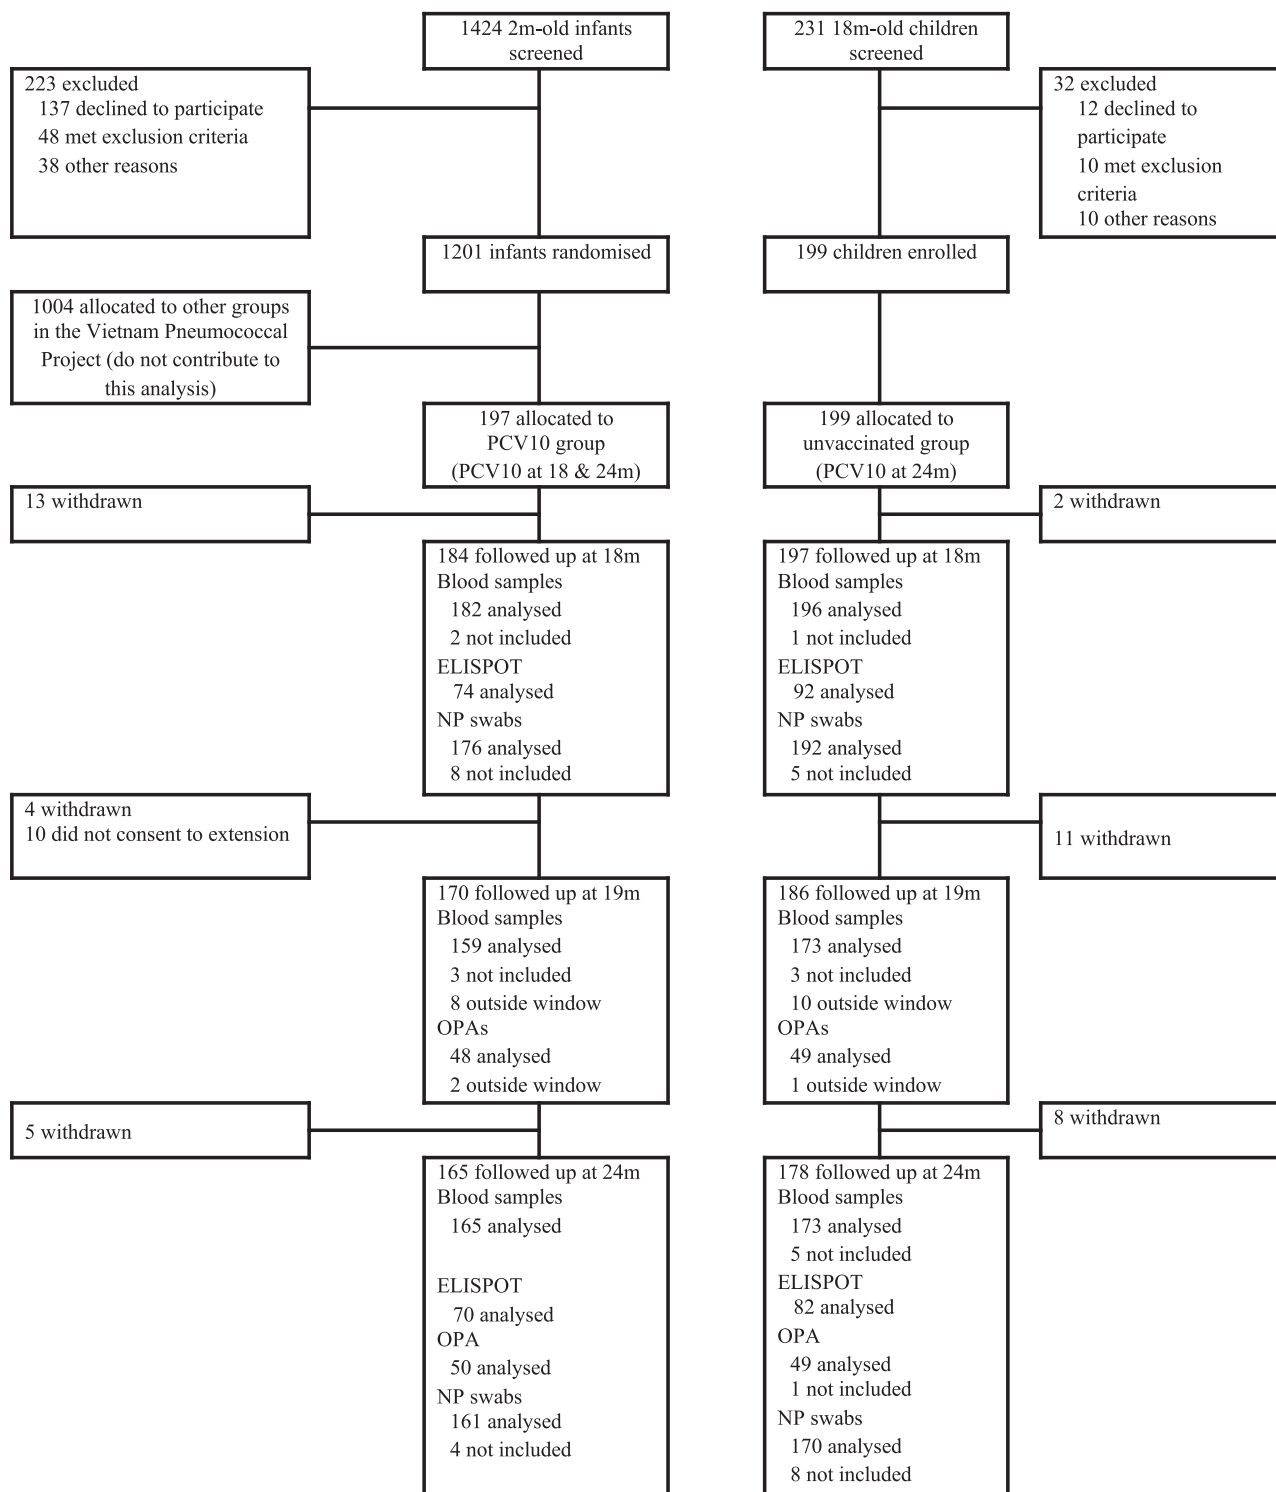 1424 2m-old infants
screened
231 18m-old children
screened
223 excluded
137 declined to participate
48 met exclusion criteria
38 other reasons
32 excluded
12 declined to
participate
10 met exclusion
criteria
10 other reasons
1201 infants randomised
199 children enrolled
1004 allocated to other groups
in the Vietnam Pneumococcal
Project (do not contribute to
this analysis)
197 allocated to
PCV10 group
(PCV10 at 18 & 24m)
199 allocated to
unvaccinated group
(PCV10 at 24m)
13 withdrawn
2 withdrawn
184 followed up at 18m
Blood samples
182 analysed
2 not included
ELISPOT
74 analysed
NP swabs
176 analysed
8 not included
197 followed up at 18m
Blood samples
196 analysed
1 not included
ELISPOT
92 analysed
NP swabs
192 analysed
5 not included
4 withdrawn
10 did not consent to extension
11 withdrawn
170 followed up at 19m
Blood samples
159 analysed
3 not included
8 outside window
OPAs
48 analysed
2 outside window
186 followed up at 19m
Blood samples
173 analysed
3 not included
10 outside window
OPAs
49 analysed
1 outside window
5 withdrawn
8 withdrawn
165 followed up at 24m
Blood samples
165 analysed
ELISPOT
70 analysed
OPA
50 analysed
NP swabs
161 analysed
4 not included
178 followed up at 24m
Blood samples
173 analysed
5 not included
ELISPOT
82 analysed
OPA
49 analysed
1 not included
NP swabs
170 analysed
8 not included